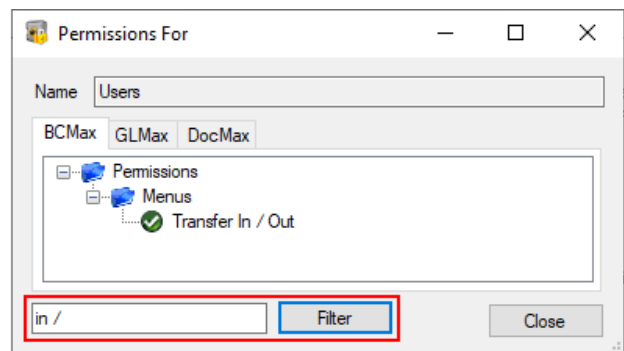 Permissions For
Name Users
BCMax GLMax DocMax
Permissions
Menus
Transfer In / Out
in / Filter Close